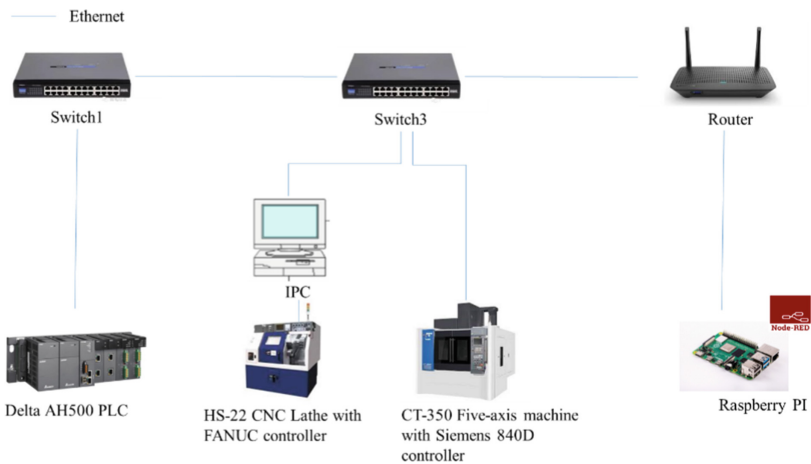 Ethernet
Switch1
Switch3
Router
IPC
Node-RED
Delta AH500 PLC
HS-22 CNC Lathe with
FANUC controller
CT-350 Five-axis machine
with Siemens 840D
controller
Raspberry PI